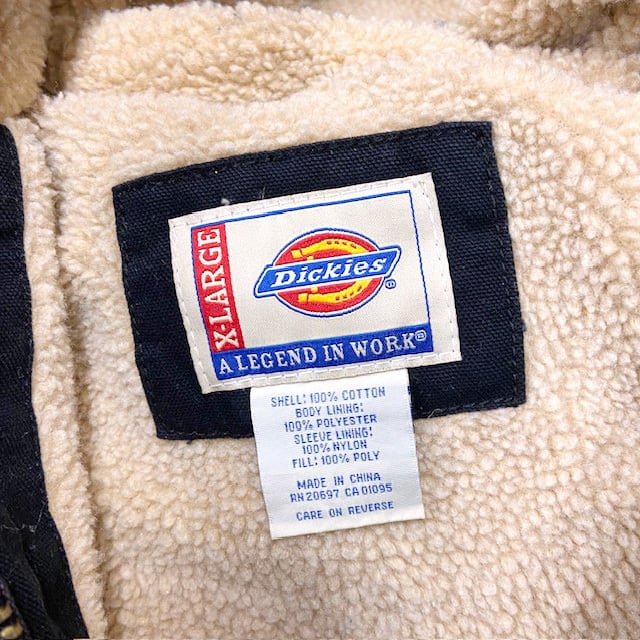 X-LARGE
Dickies®
A LEGEND IN WORK®
SHELL: 100% COTTON
BODY LINING:
100% POLYESTER
SLEEVE LINING:
100% NYLON
FILL: 100% POLY
MADE IN CHINA
RN 20697 CA 01095
CARE ON REVERSE